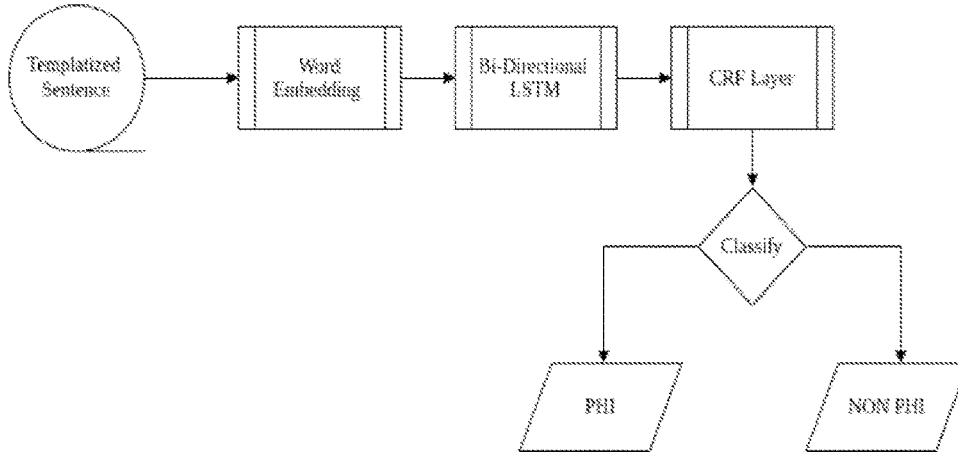 Templatized
Sentence
Word
Embedding
Bi-Directional
LSTM
CRF Layer
Classify
PHI
NON PHI